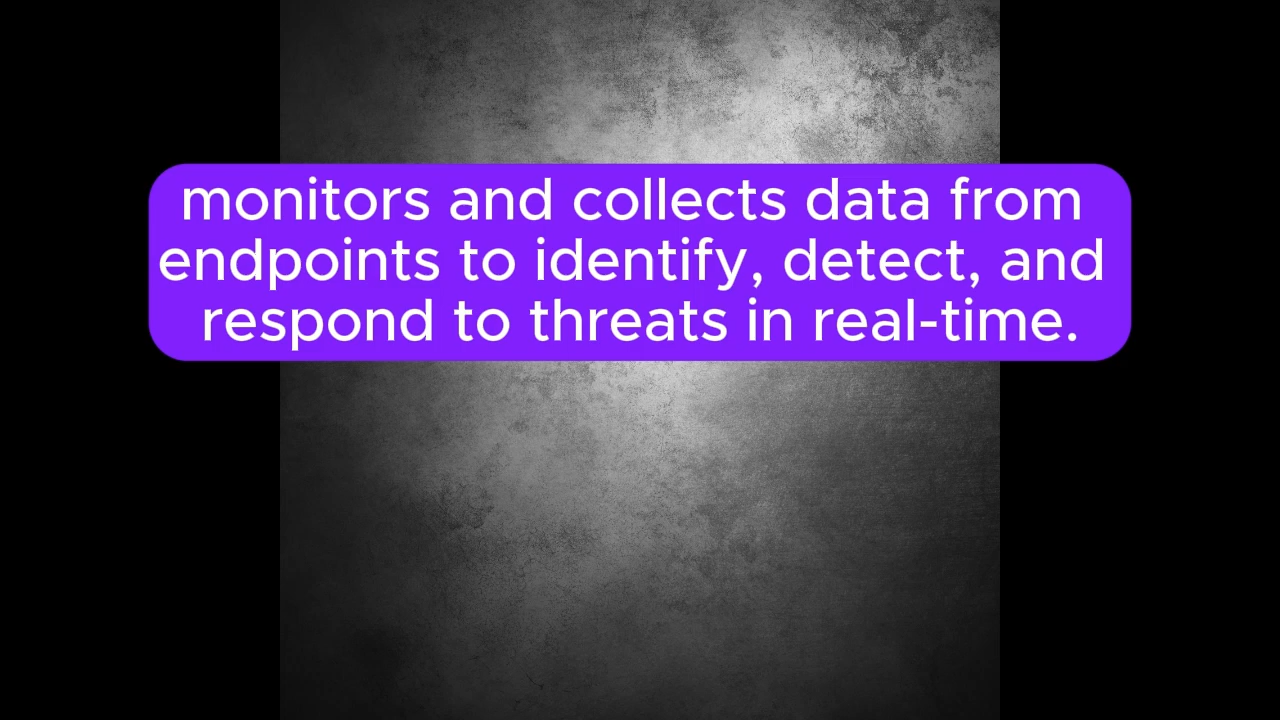 monitors and collects data from
endpoints to identify, detect, and
respond to threats in real-time.